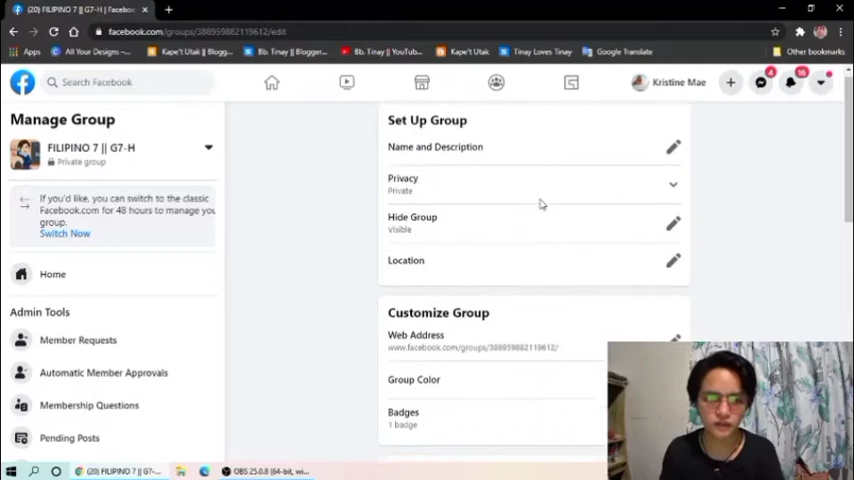 (20) FILIPINO 7 || G7-H | Facebook
facebook.com/groups/388959882119612/edit
Apps
All Your Designs –...
Kape't Utak || Blogg...
Bb. Tinay || Blogger...
Bb. Tinay || YouTub...
Kape't Utak
Tinay Loves Tinay
Google Translate
Other bookmarks
Search Facebook
Kristine Mae
4
16
Manage Group
FILIPINO 7 || G7-H
Private group
If you'd like, you can switch to the classic
Facebook.com for 48 hours to manage you
group.
Switch Now
Home
Admin Tools
Member Requests
Automatic Member Approvals
Membership Questions
Pending Posts
Set Up Group
Name and Description
Privacy
Private
Hide Group
Visible
Location
Customize Group
Web Address
www.facebook.com/groups/388959882119612/
Group Color
Badges
1 badge
(20) FILIPINO 7 || G7-...
OBS 25.0.8 (64-bit, wi...